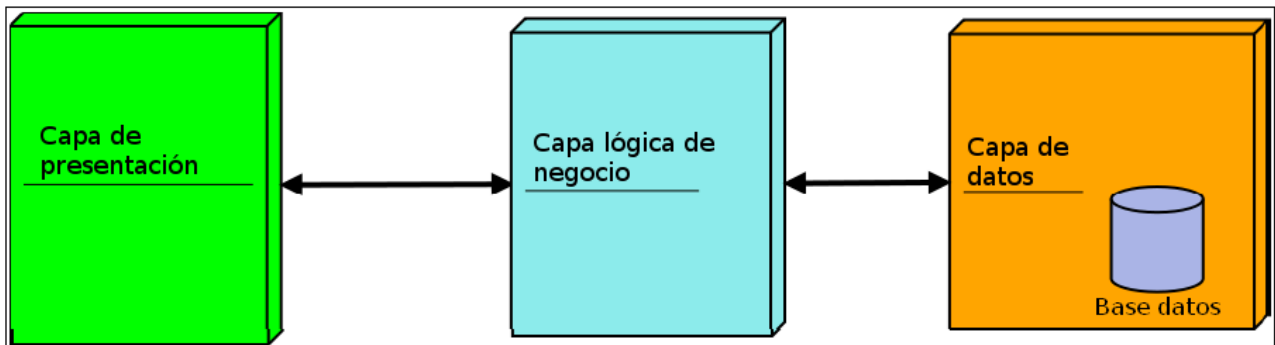 Capa de
presentación
Capa lógica de
negocio
Capa de
datos
Base datos